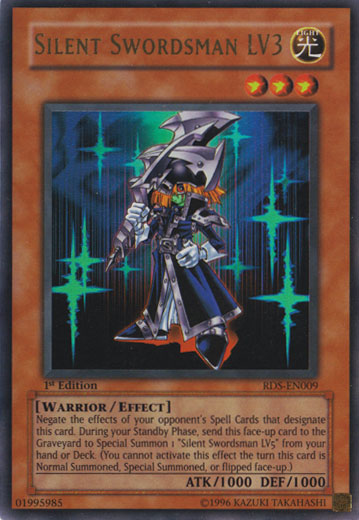 SILENT SWORDSMAN LV3
LIGHT
光
1st Edition
RDS-EN009
[WARRIOR / EFFECT]
Negate the effects of your opponent's Spell Cards that designate
this card. During your Standby Phase, send this face-up card to the
Graveyard to Special Summon 1 "Silent Swordsman LV5" from your
hand or Deck. (You cannot activate this effect the turn this card is
Normal Summoned, Special Summoned, or flipped face-up.)
ATK/1000 DEF/1000
01995985
©1996 KAZUKI TAKAHASHI